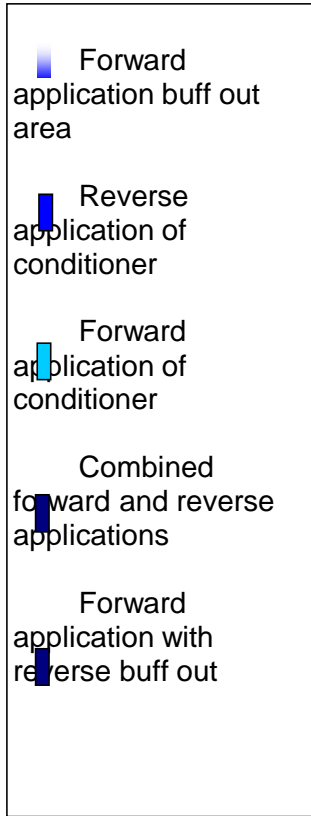 Forward
application buff out
area
Reverse
application of
conditioner
Forward
application of
conditioner
Combined
forward and reverse
applications
Forward
application with
reverse buff out